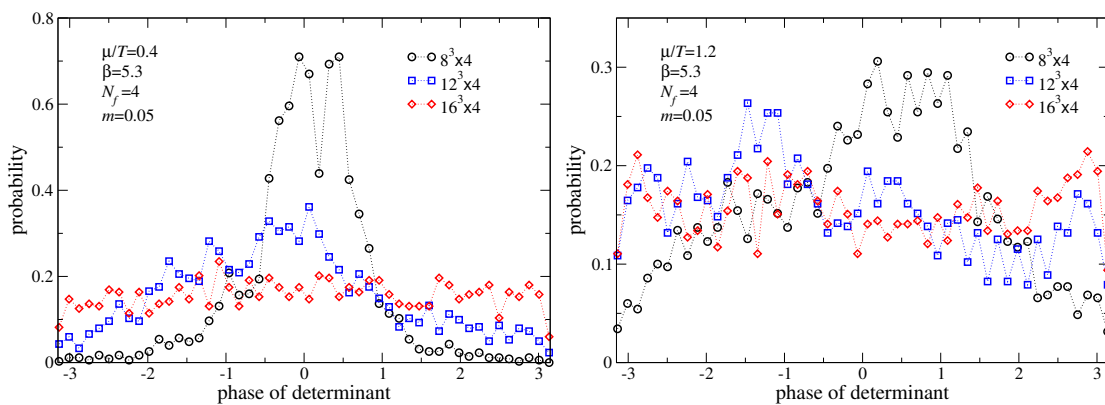 0.8
0.6
0.4
0.2
0
probability
μ/T=0.4
β=5.3
N_f=4
m=0.05
8³x4
12³x4
16³x4
-3 -2 -1 0 1 2 3
phase of determinant
0.3
0.2
0.1
0
probability
μ/T=1.2
β=5.3
N_f=4
m=0.05
8³x4
12³x4
16³x4
-3 -2 -1 0 1 2 3
phase of determinant